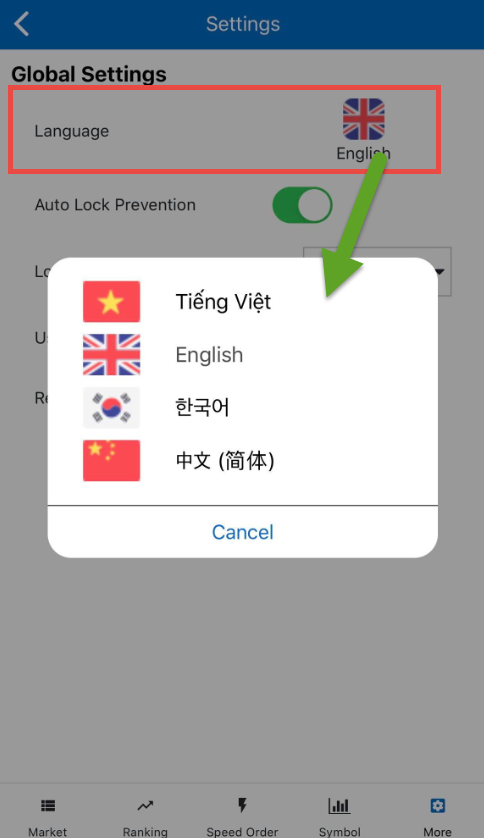 Settings
Global Settings
Language
English
Auto Lock Prevention
Tiếng Việt
English
한국어
中文 (简体)
Cancel
Market
Ranking
Speed Order
Symbol
More